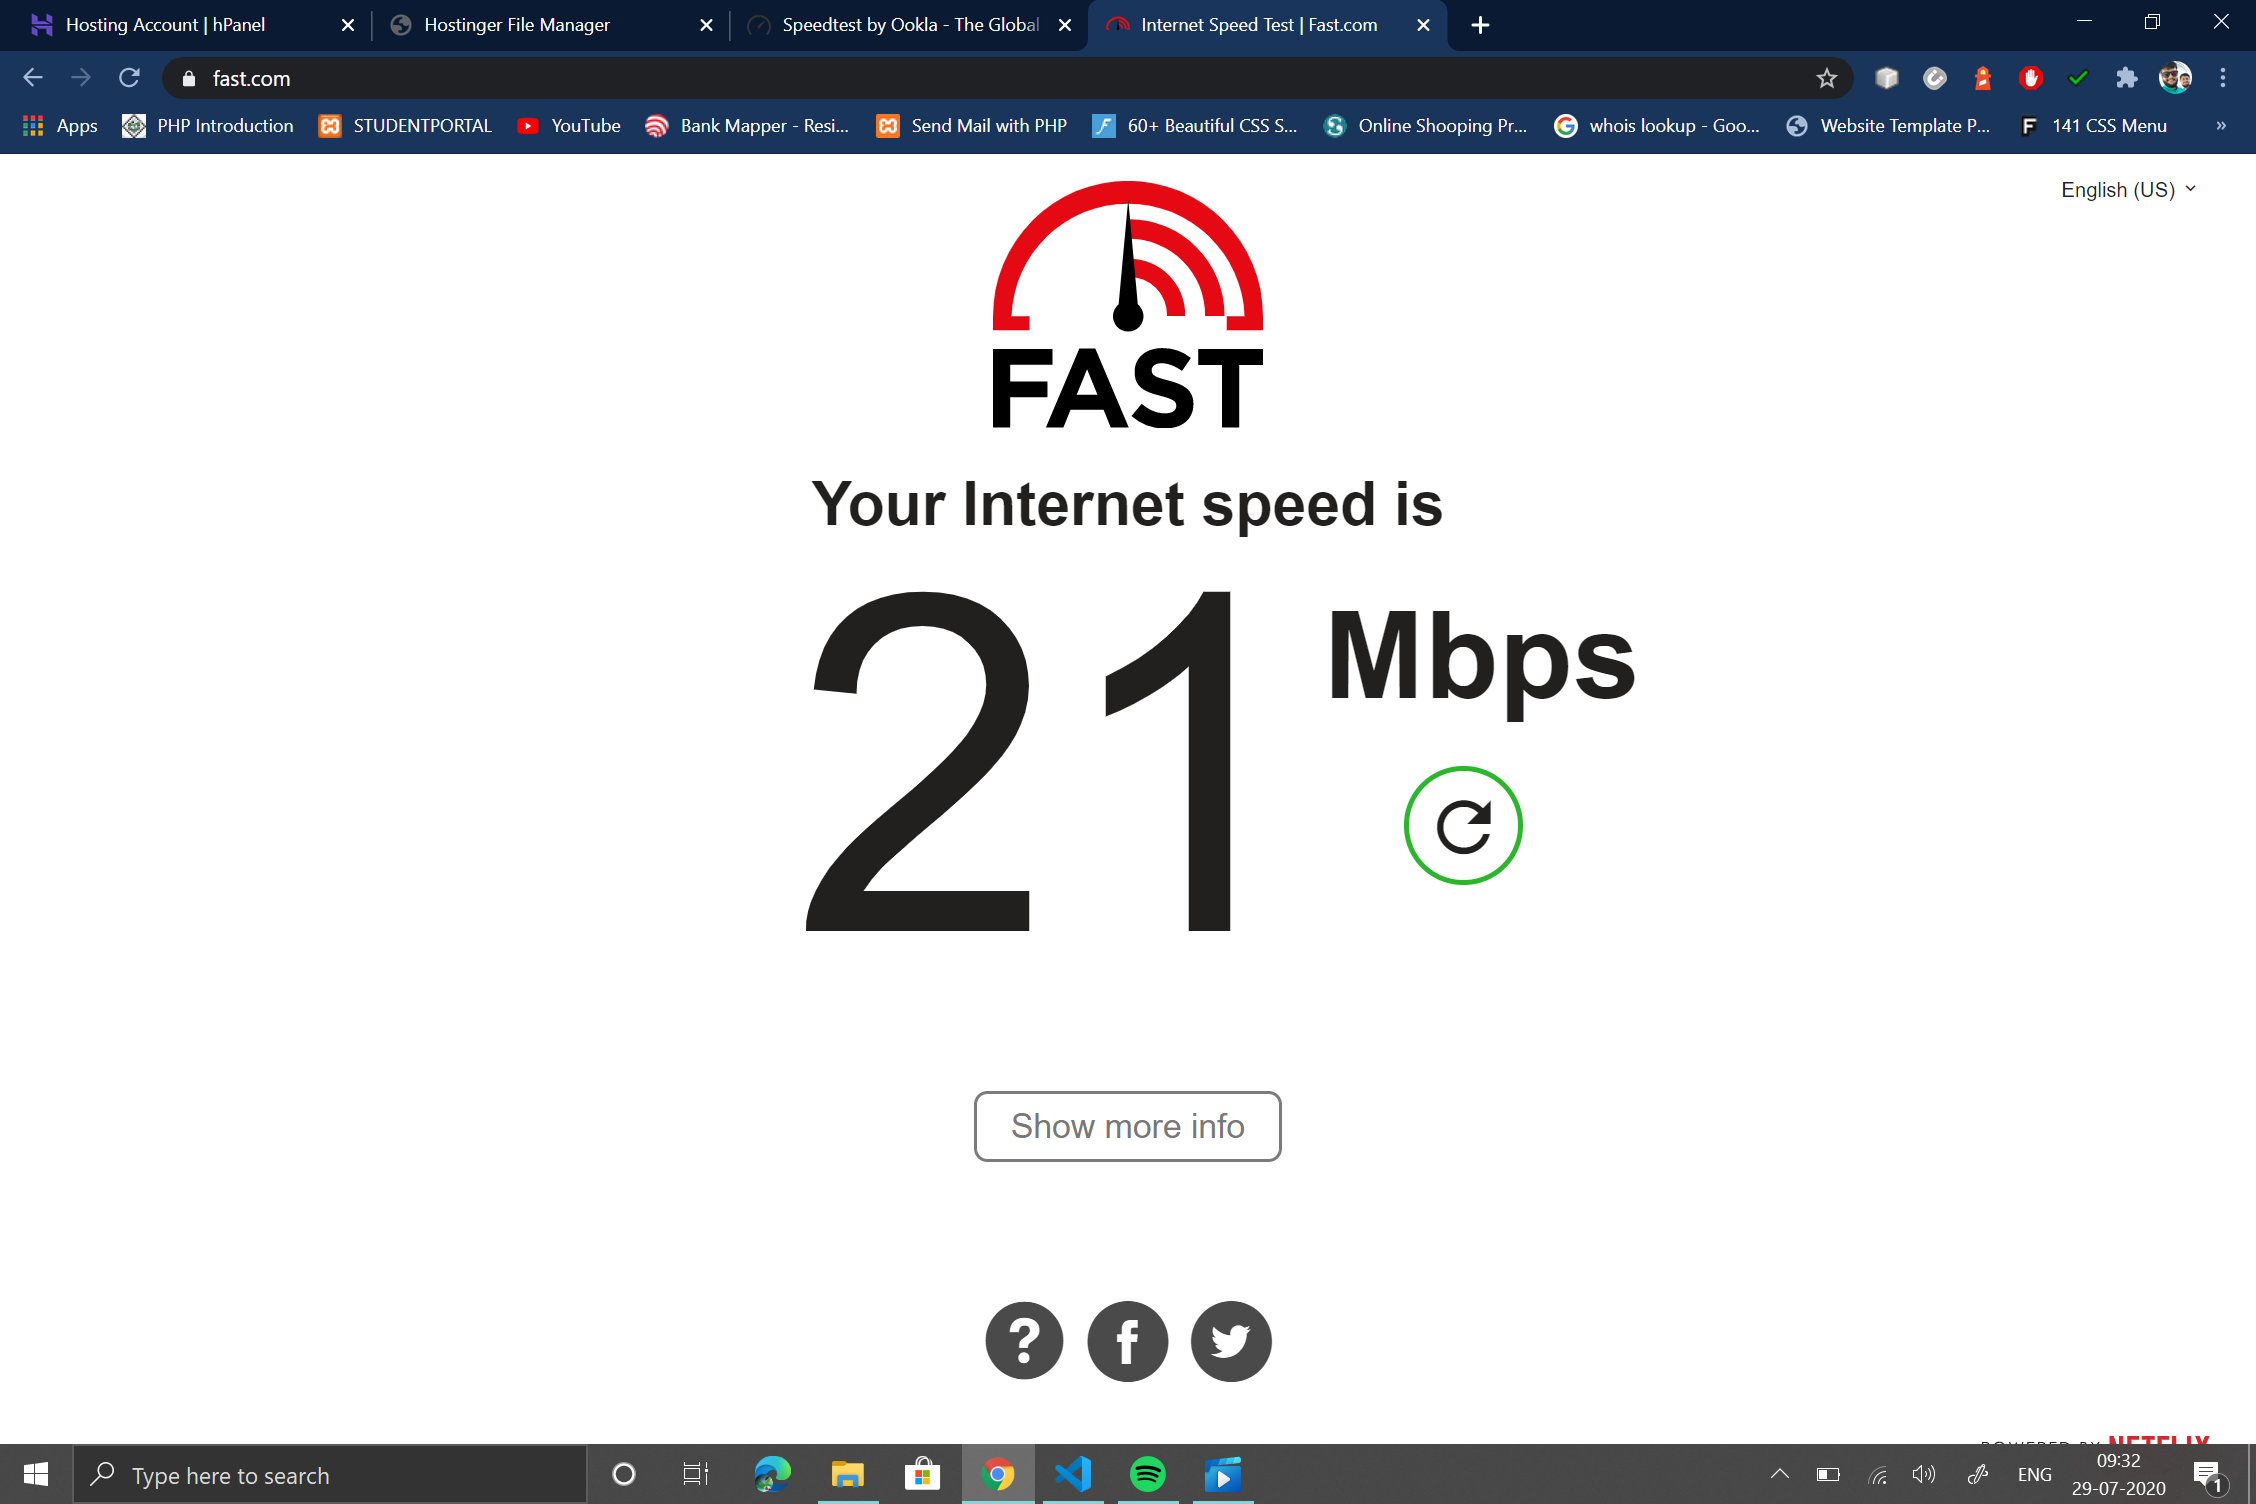 Hosting Account | hPanel
Hostinger File Manager
Speedtest by Ookla - The Global
Internet Speed Test | Fast.com
fast.com
Apps
PHP Introduction
STUDENTPORTAL
YouTube
Bank Mapper - Resi...
Send Mail with PHP
60+ Beautiful CSS S...
Online Shooping Pr...
whois lookup - Goo...
Website Template P...
141 CSS Menu
»
English (US)
FAST
Your Internet speed is
21 Mbps
Show more info
?
f
POWERED BY NETFLIX
Type here to search
ENG
09:32
29-07-2020
1